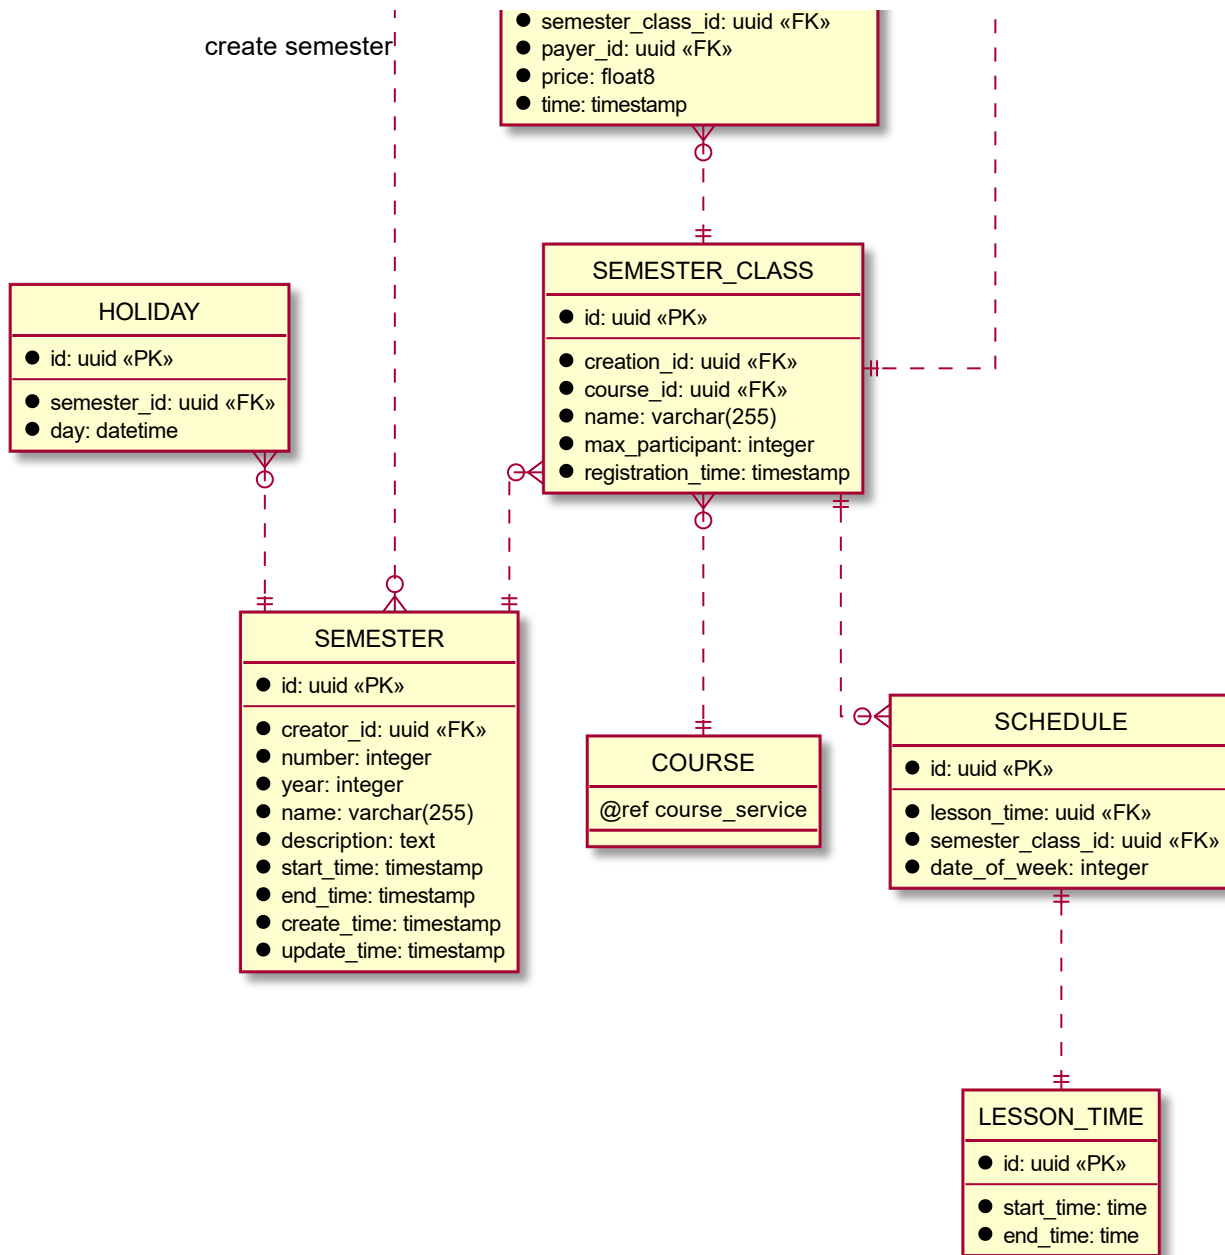 semester_class_id: uuid «FK»
payer_id: uuid «FK»
price: float8
time: timestamp
create semester
SEMESTER_CLASS
id: uuid «PK»
creation_id: uuid «FK»
course_id: uuid «FK»
name: varchar(255)
max_participant: integer
registration_time: timestamp
HOLIDAY
id: uuid «PK»
semester_id: uuid «FK»
day: datetime
SEMESTER
id: uuid «PK»
creator_id: uuid «FK»
number: integer
year: integer
name: varchar(255)
description: text
start_time: timestamp
end_time: timestamp
create_time: timestamp
update_time: timestamp
COURSE
@ref course_service
SCHEDULE
id: uuid «PK»
lesson_time: uuid «FK»
semester_class_id: uuid «FK»
date_of_week: integer
LESSON_TIME
id: uuid «PK»
start_time: time
end_time: time